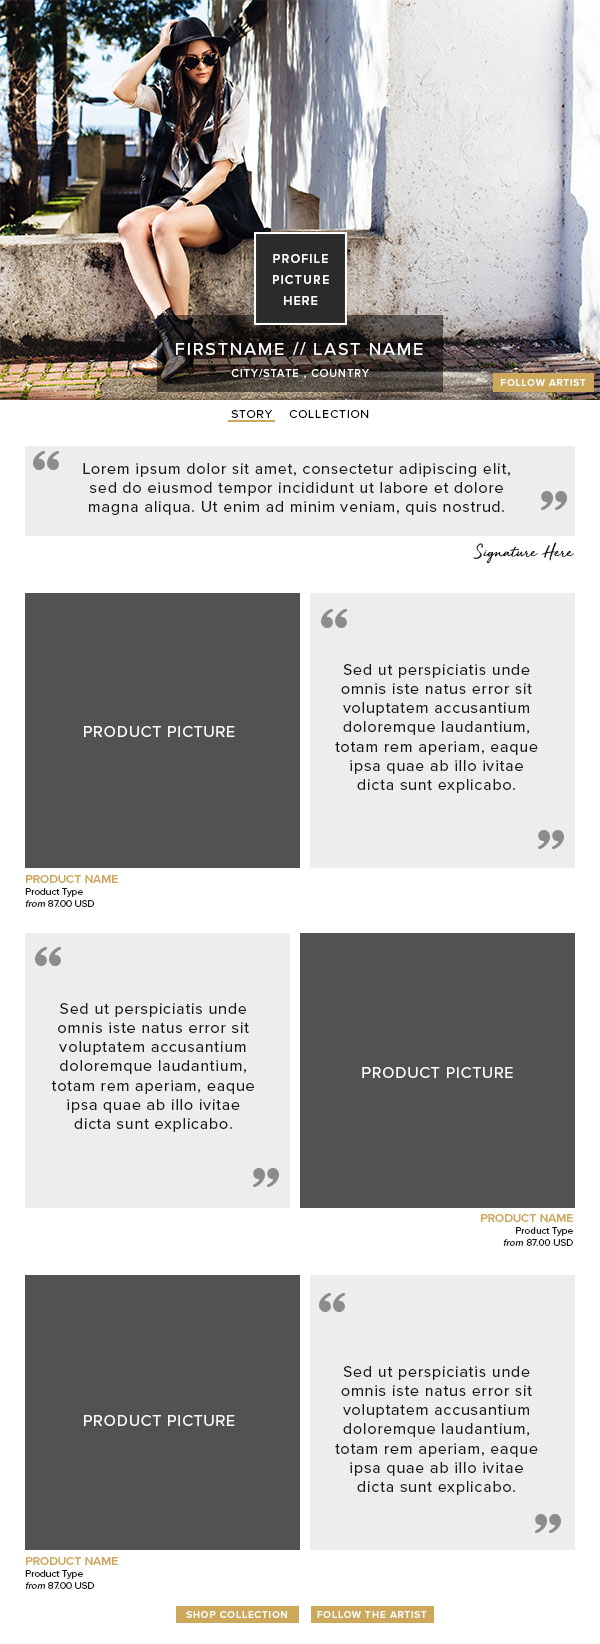 PROFILE
PICTURE
HERE
FIRSTNAME // LAST NAME
CITY/STATE , COUNTRY
FOLLOW ARTIST
STORY COLLECTION
“
Lorem ipsum dolor sit amet, consectetur adipiscing elit,
sed do eiusmod tempor incididunt ut labore et dolore
magna aliqua. Ut enim ad minim veniam, quis nostrud.
”
Signature Here
PRODUCT PICTURE
“
Sed ut perspiciatis unde
omnis iste natus error sit
voluptatem accusantium
doloremque laudantium,
totam rem aperiam, eaque
ipsa quae ab illo ivitae
dicta sunt explicabo.
”
PRODUCT NAME
Product Type
from 87.00 USD
“
Sed ut perspiciatis unde
omnis iste natus error sit
voluptatem accusantium
doloremque laudantium,
totam rem aperiam, eaque
ipsa quae ab illo ivitae
dicta sunt explicabo.
”
PRODUCT PICTURE
PRODUCT NAME
Product Type
from 87.00 USD
PRODUCT PICTURE
“
Sed ut perspiciatis unde
omnis iste natus error sit
voluptatem accusantium
doloremque laudantium,
totam rem aperiam, eaque
ipsa quae ab illo ivitae
dicta sunt explicabo.
”
PRODUCT NAME
Product Type
from 87.00 USD
SHOP COLLECTION FOLLOW THE ARTIST